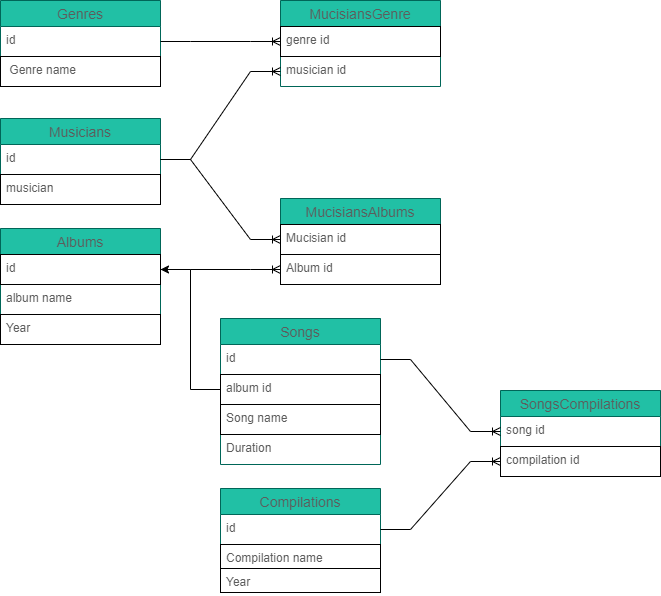 Genres
id
Genre name
MucisiansGenre
genre id
musician id
Musicians
id
musician
MucisiansAlbums
Mucisian id
Album id
Albums
id
album name
Year
Songs
id
album id
Song name
Duration
SongsCompilations
song id
compilation id
Compilations
id
Compilation name
Year